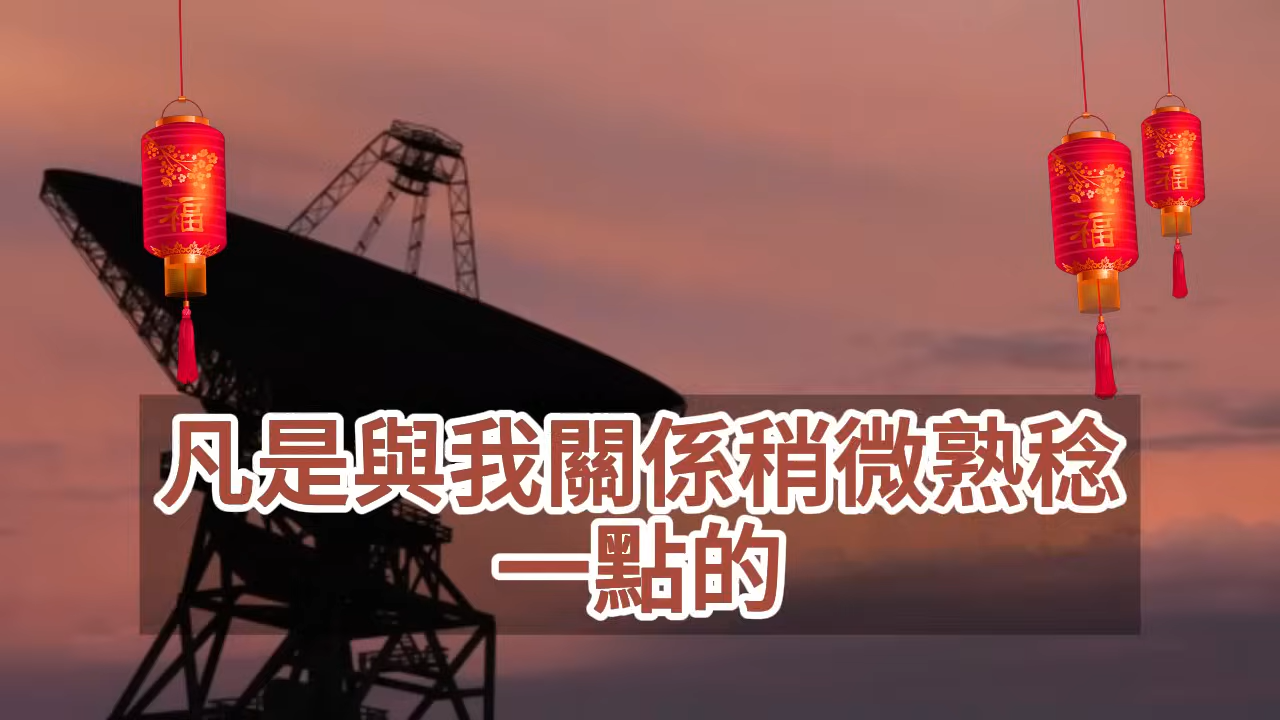 福
福
福
凡是與我關係稍微熟稔
一點的